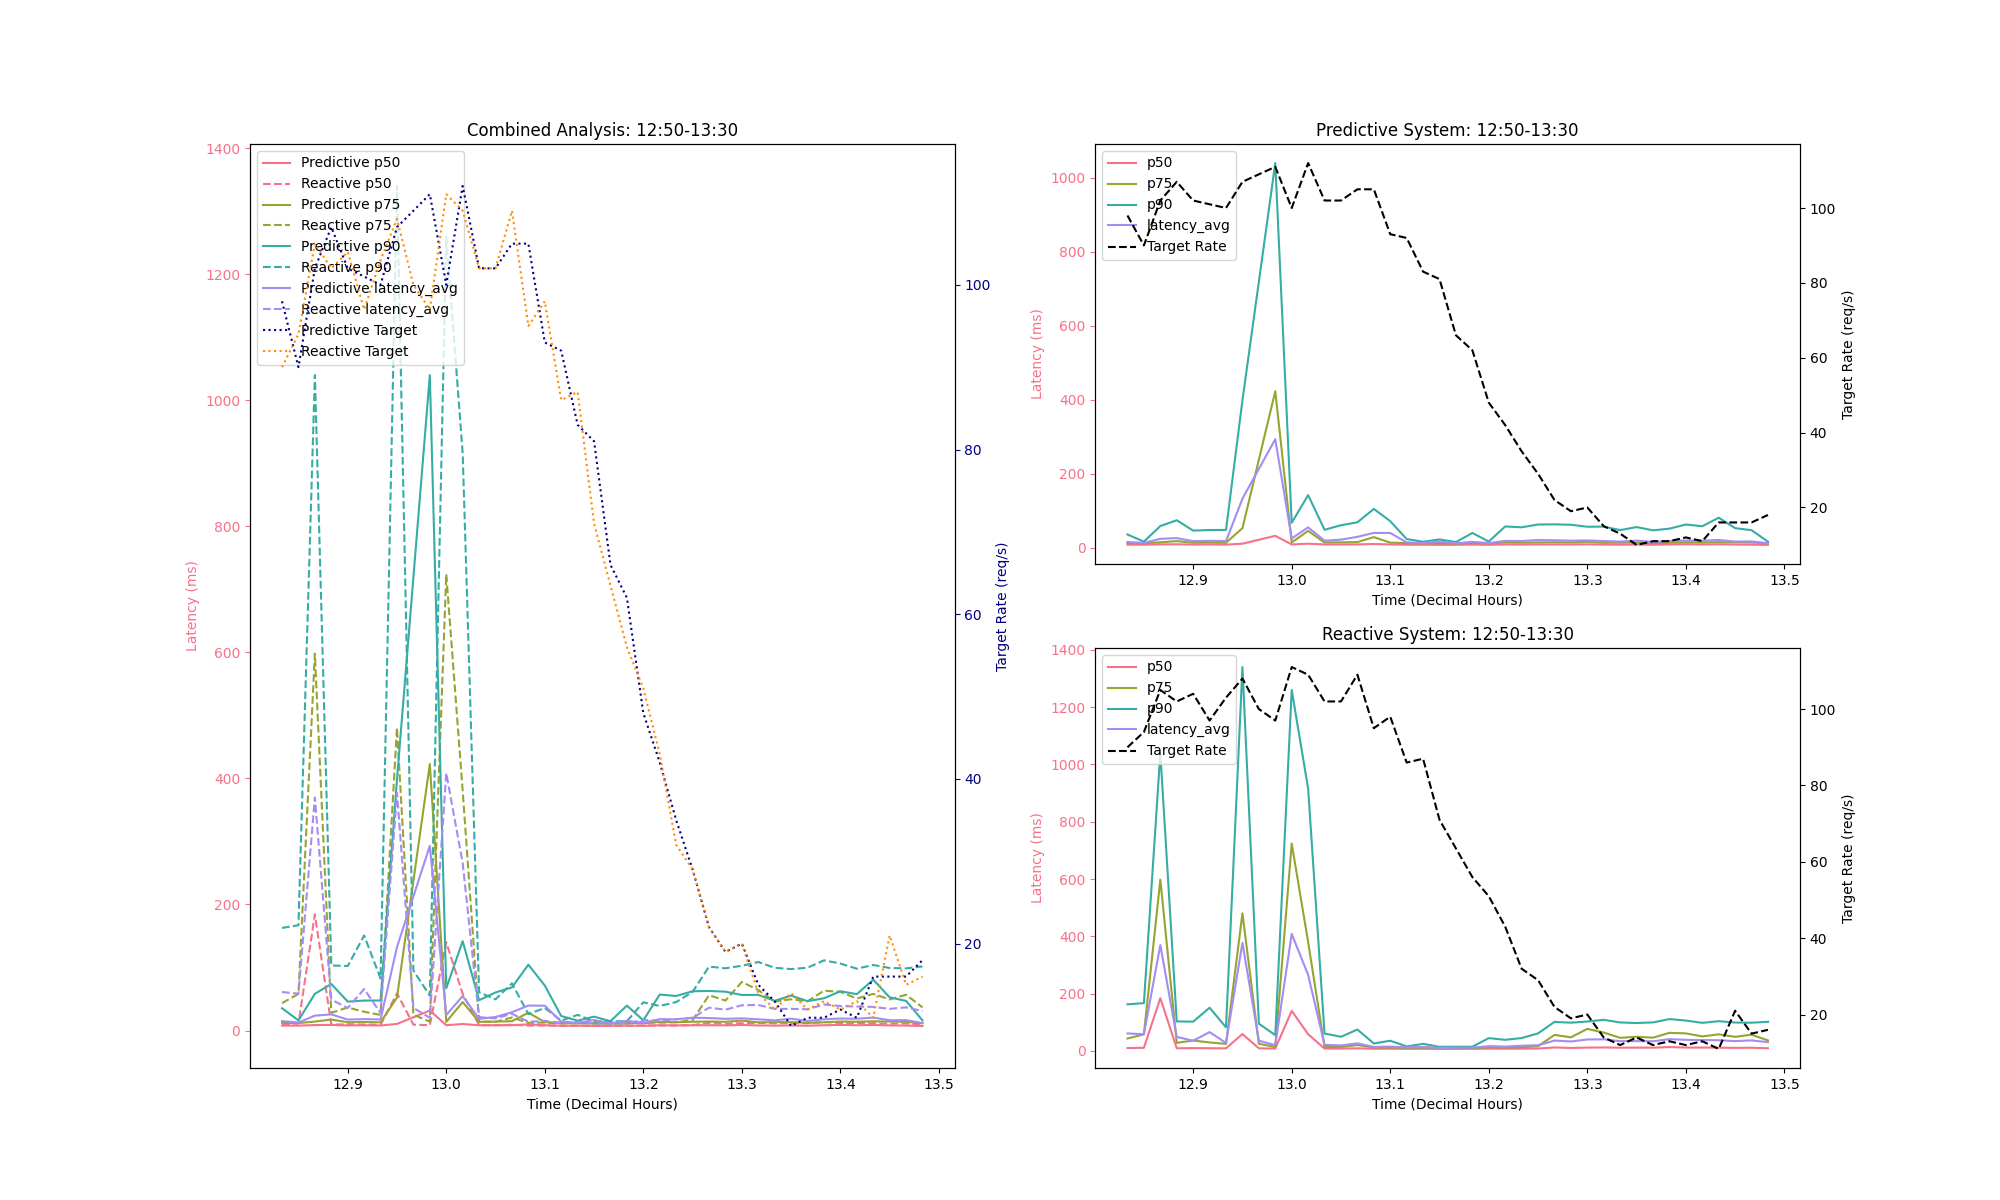 Combined Analysis: 12:50-13:30
1400
1200
1000
800
600
400
200
0
Latency (ms)
Predictive p50
Reactive p50
Predictive p75
Reactive p75
Predictive p90
Reactive p90
Predictive latency_avg
Reactive latency_avg
Predictive Target
Reactive Target
100
80
60
40
20
Target Rate (req/s)
12.9 13.0 13.1 13.2 13.3 13.4 13.5
Time (Decimal Hours)
Predictive System: 12:50-13:30
1000
800
600
400
200
0
Latency (ms)
p50
p75
p90
latency_avg
Target Rate
100
80
60
40
20
Target Rate (req/s)
12.9 13.0 13.1 13.2 13.3 13.4 13.5
Time (Decimal Hours)
Reactive System: 12:50-13:30
1400
1200
1000
800
600
400
200
0
Latency (ms)
p50
p75
p90
latency_avg
Target Rate
100
80
60
40
20
Target Rate (req/s)
12.9 13.0 13.1 13.2 13.3 13.4 13.5
Time (Decimal Hours)